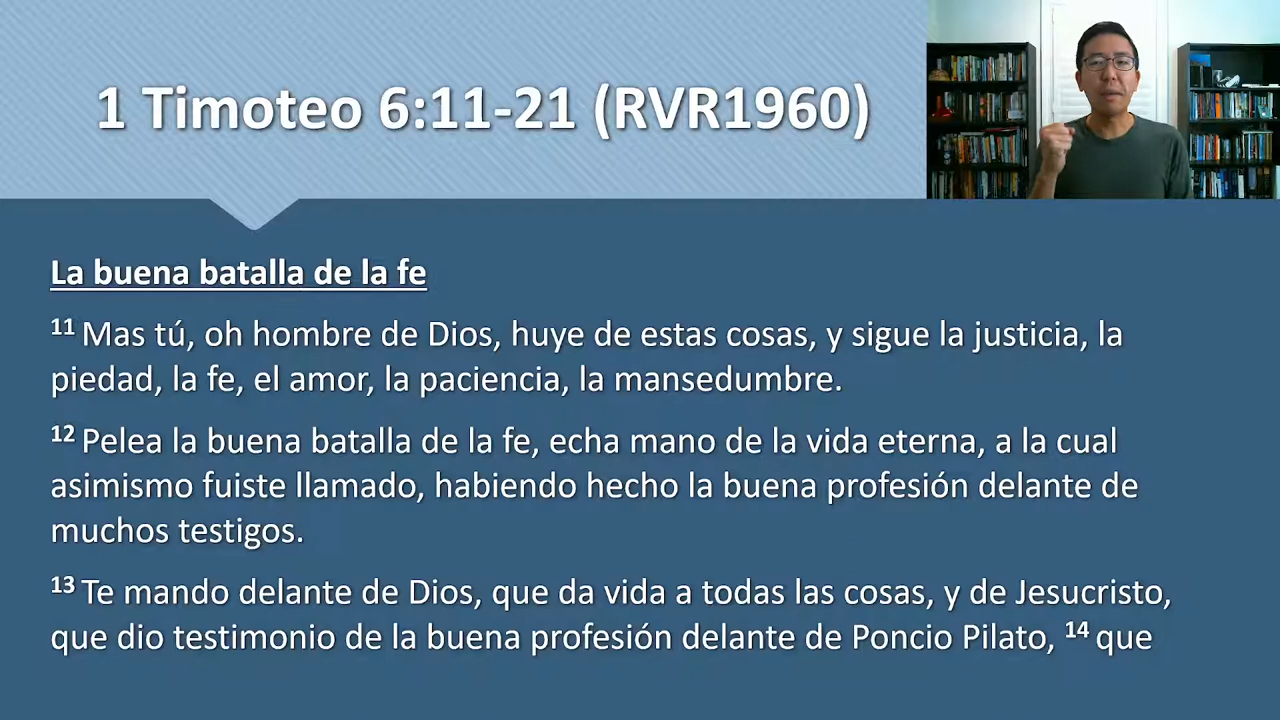 1 Timoteo 6:11-21 (RVR1960)
La buena batalla de la fe
11 Mas tú, oh hombre de Dios, huye de estas cosas, y sigue la justicia, la
piedad, la fe, el amor, la paciencia, la mansedumbre.
12 Pelea la buena batalla de la fe, echa mano de la vida eterna, a la cual
asimismo fuiste llamado, habiendo hecho la buena profesión delante de
muchos testigos.
13 Te mando delante de Dios, que da vida a todas las cosas, y de Jesucristo,
que dio testimonio de la buena profesión delante de Poncio Pilato, 14 que